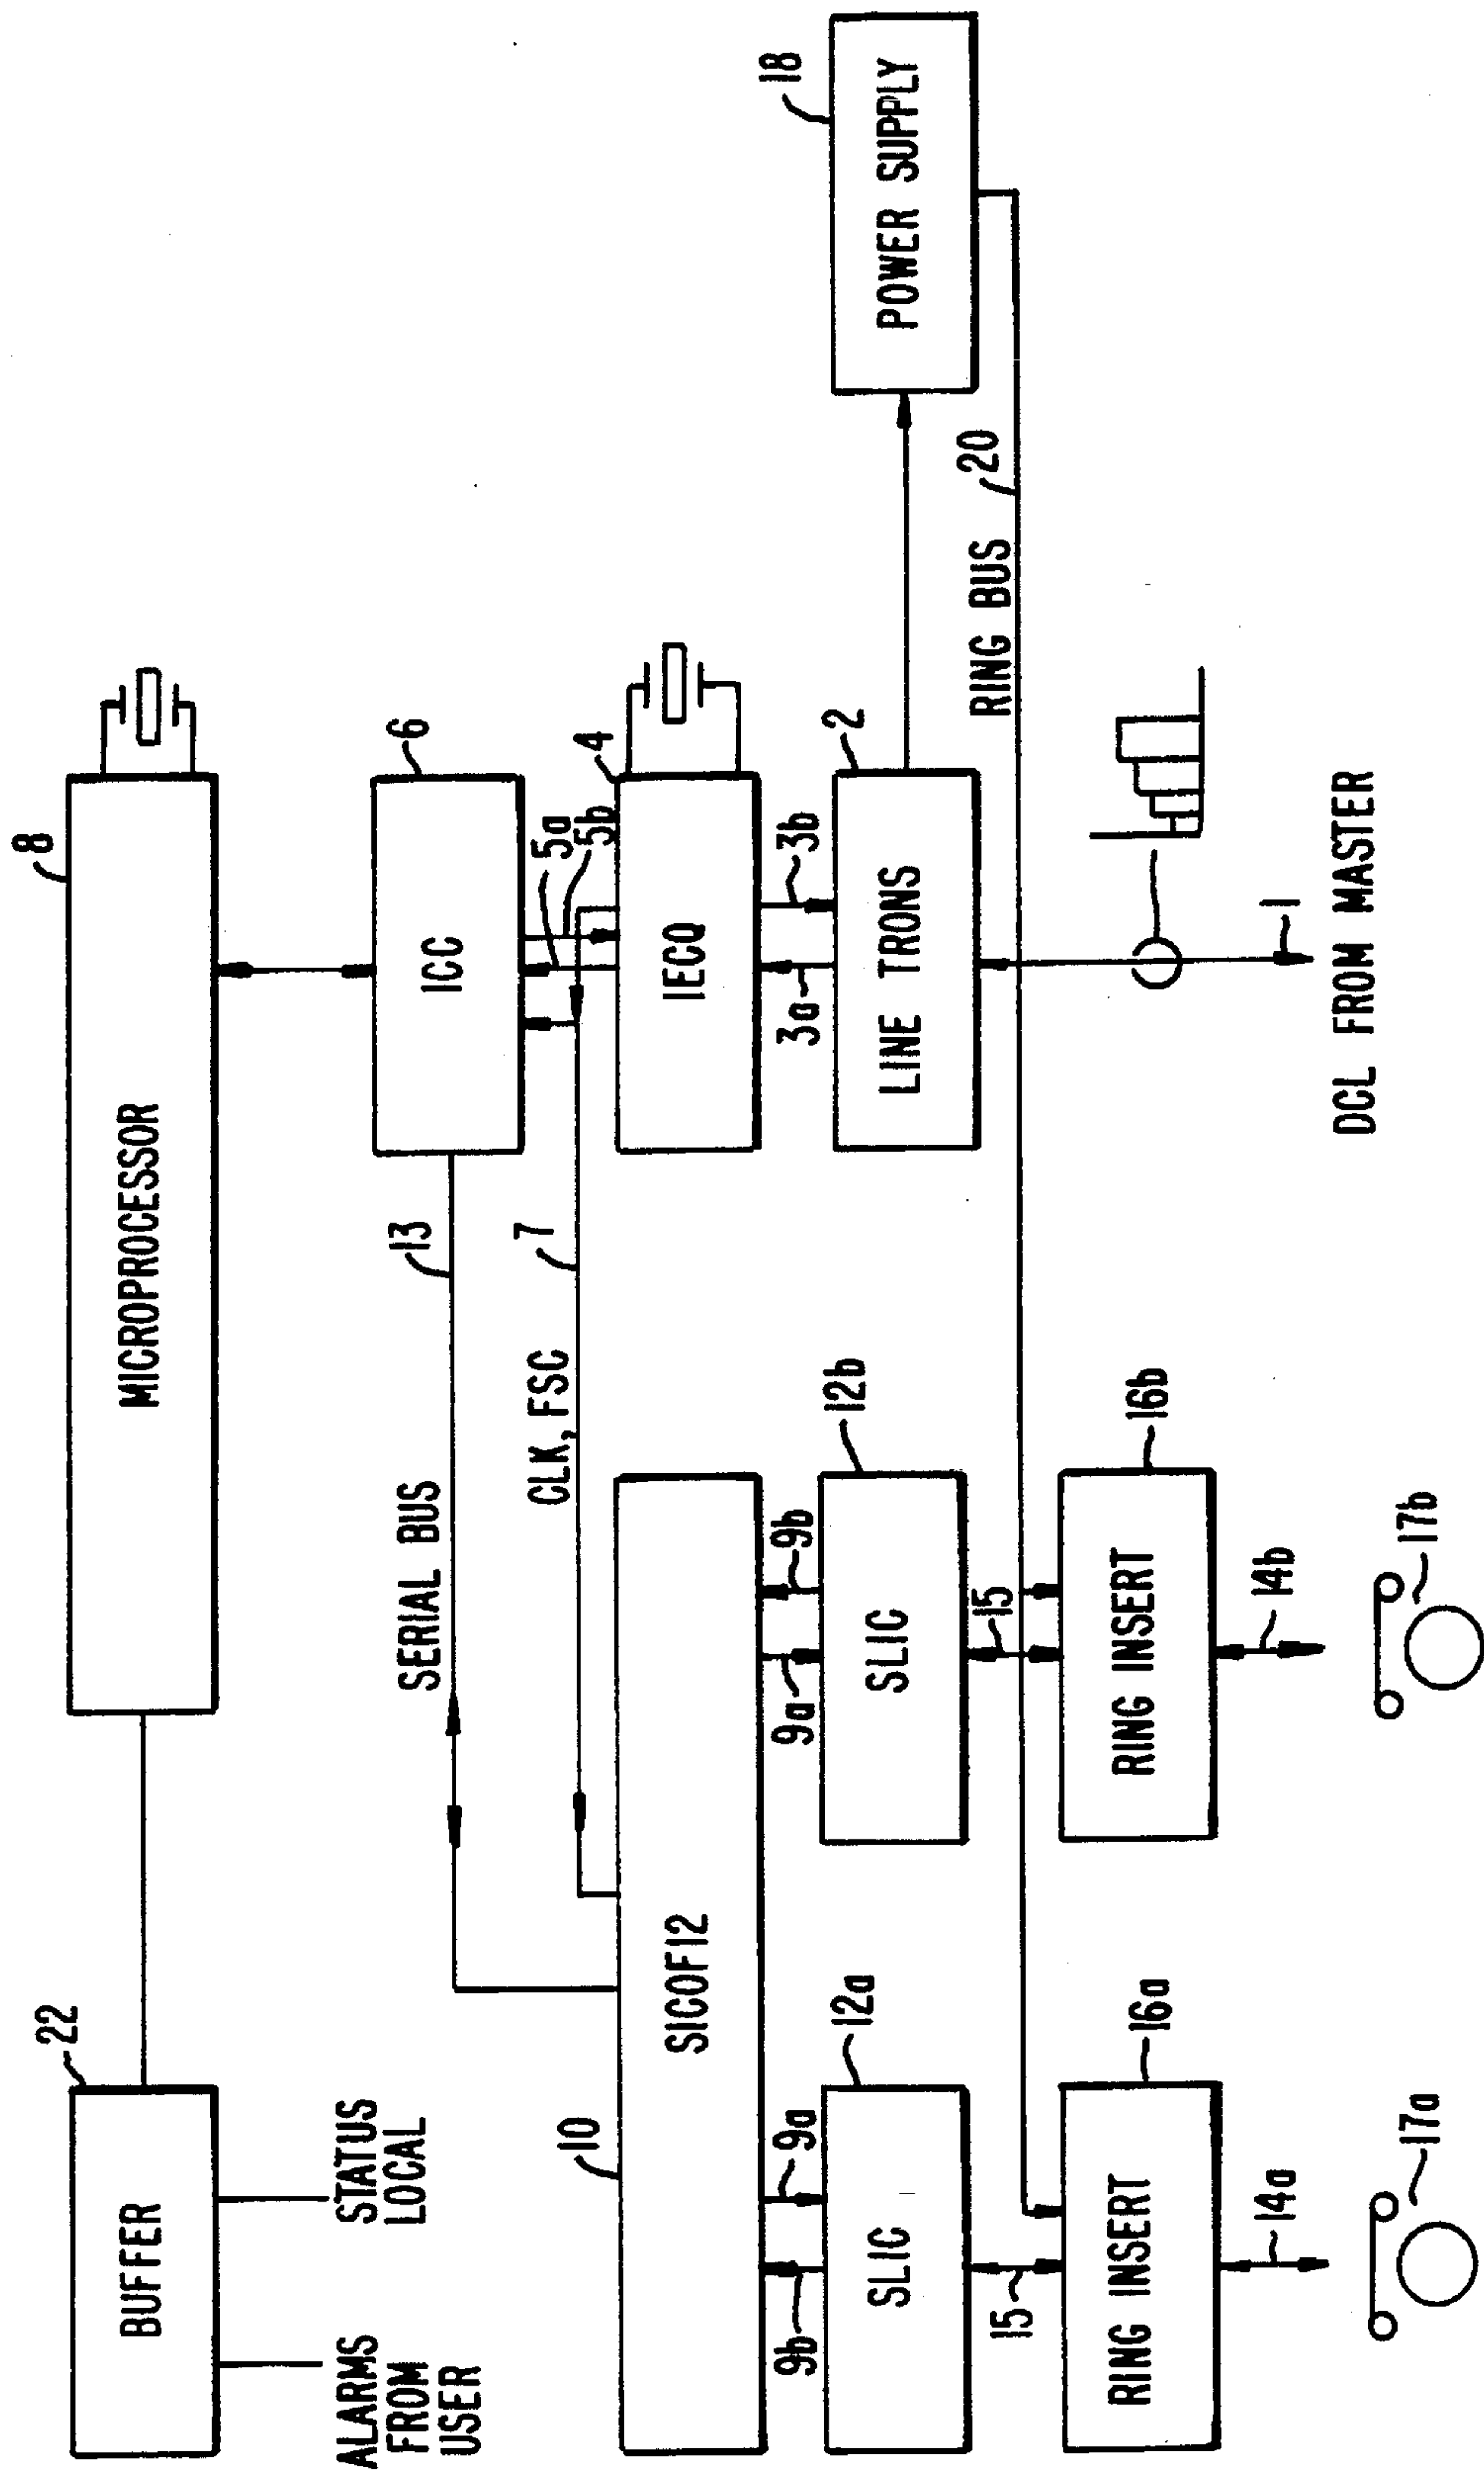 22
8
BUFFER
MICROPROCESSOR
ALARMS
FROM
USER
STATUS
LOCAL
SERIAL BUS
13
6
ICC
5a
5b
CLK, FSC
7
4
10
SICOFI2
IECQ
9b
9a
9a
9b
3a
3b
12a
12b
2
18
SLIC
SLIC
LINE TRONS
POWER SUPPLY
15
15
RING BUS
20
16a
16b
RING INSERT
RING INSERT
14a
14b
1
DCL FROM MASTER
17a
17b